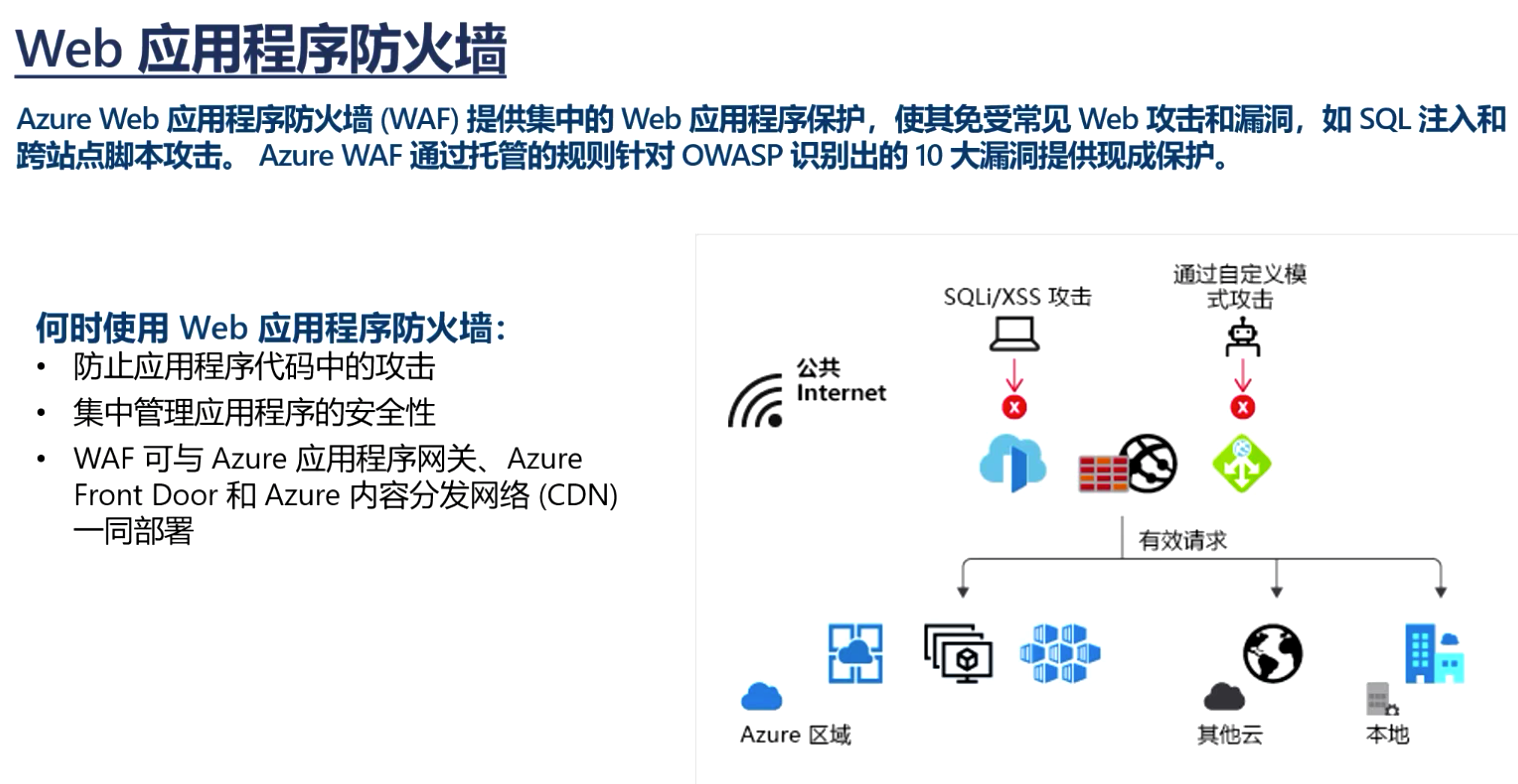 Web 应用程序防火墙
Azure Web 应用程序防火墙 (WAF) 提供集中的 Web 应用程序保护，使其免受常见 Web 攻击和漏洞，如 SQL 注入和
跨站点脚本攻击。 Azure WAF 通过托管的规则针对 OWASP 识别出的 10 大漏洞提供现成保护。
何时使用 Web 应用程序防火墙：
• 防止应用程序代码中的攻击
• 集中管理应用程序的安全性
• WAF 可与 Azure 应用程序网关、Azure
Front Door 和 Azure 内容分发网络 (CDN)
一同部署
SQLi/XSS 攻击
通过自定义模
式攻击
公共
Internet
X
X
有效请求
Azure 区域
其他云
本地